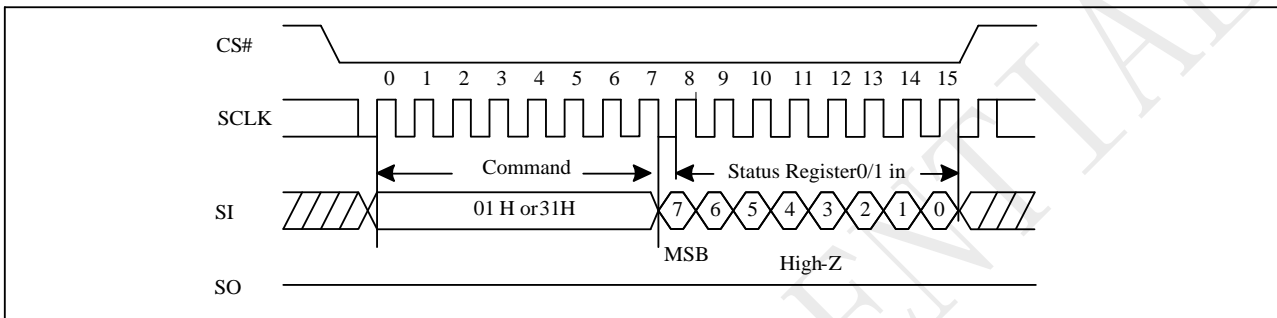 CS#
0 1 2 3 4 5 6 7 8 9 10 11 12 13 14 15
SCLK
Command
Status Register0/1 in
SI
01 H or31H
7 6 5 4 3 2 1 0
MSB
High-Z
SO
ENTIAL